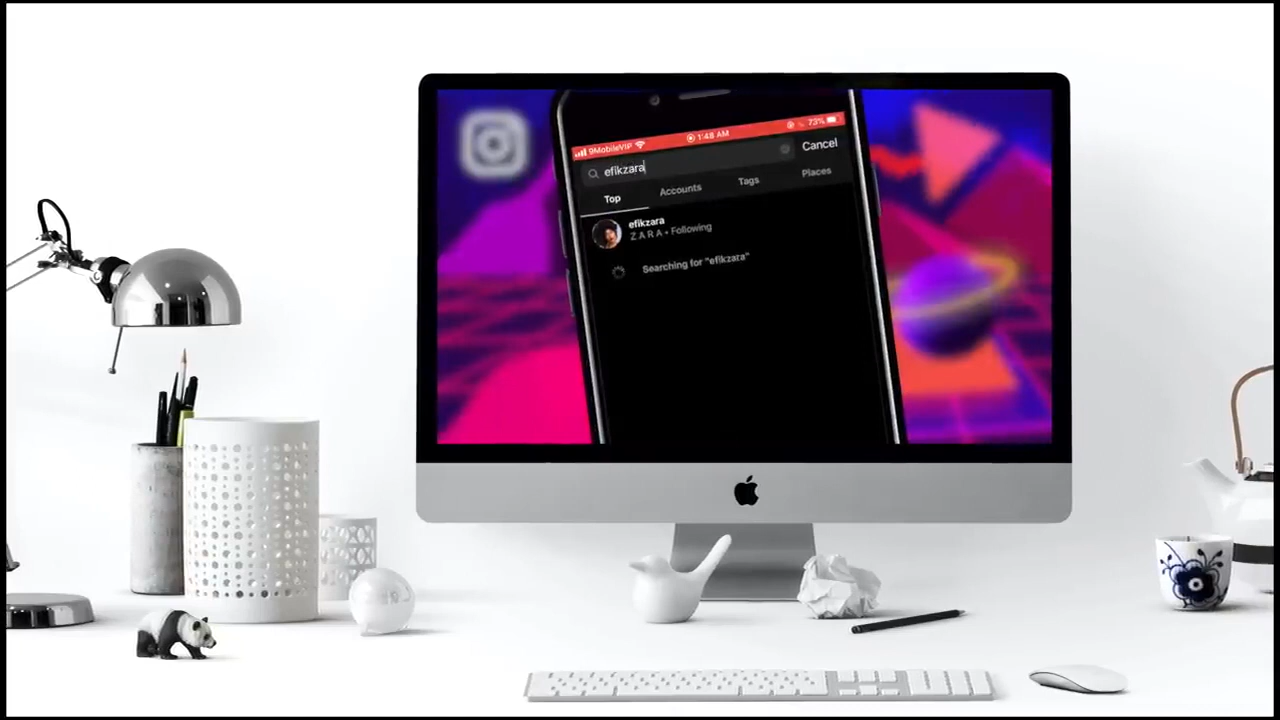 9MobileVIP 1:48 AM 73%
efikzara Cancel
Top Accounts Tags Places
efikzara
Z A R A • Following
Searching for "efikzara"